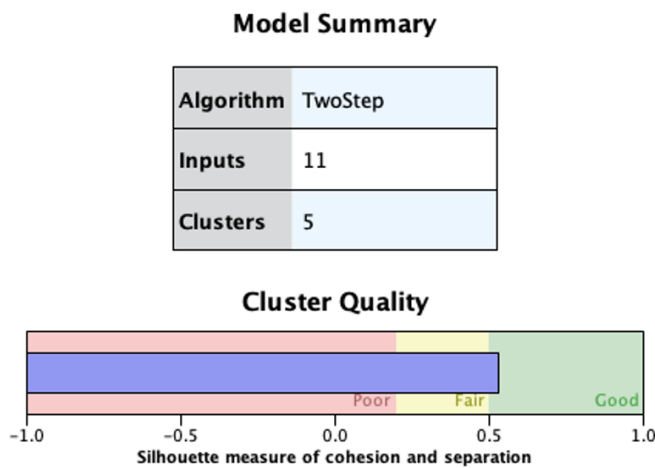 Model Summary
Algorithm TwoStep
Inputs 11
Clusters 5
Cluster Quality
Poor Fair Good
-1.0 -0.5 0.0 0.5 1.0
Silhouette measure of cohesion and separation